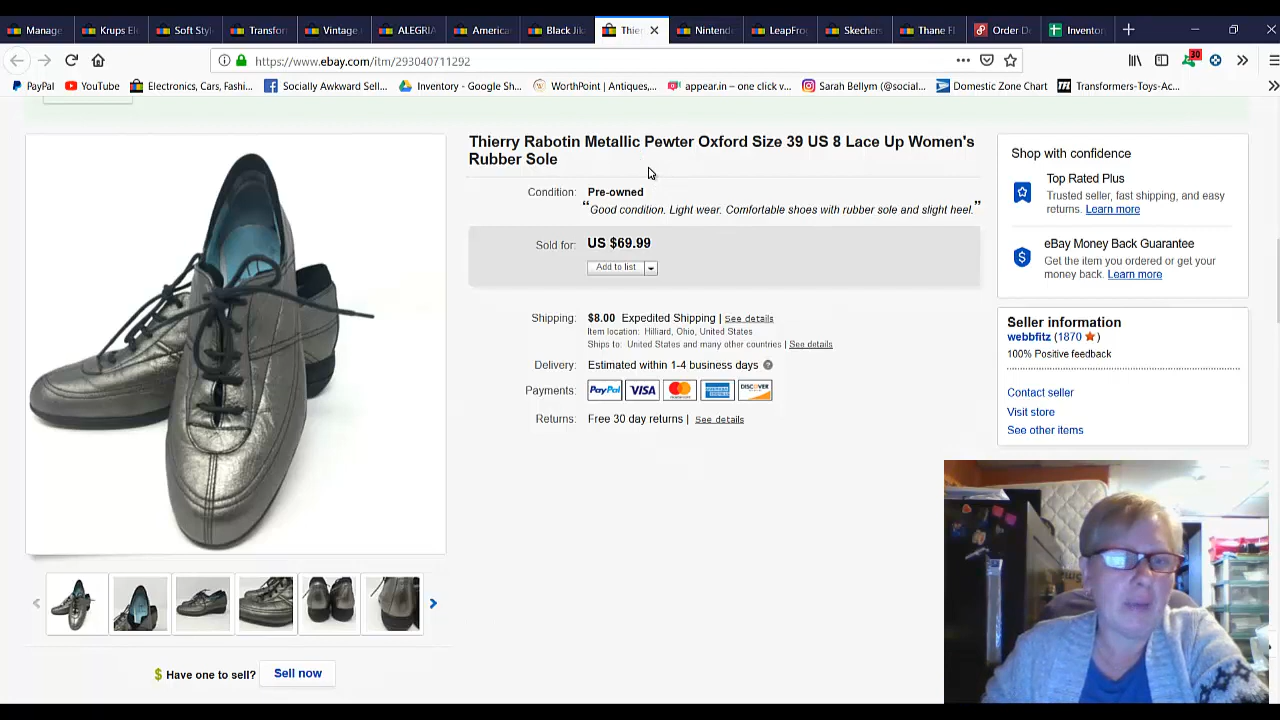 Manage
Krups El
Soft Sty
Transfor
Vintage
ALEGRIA
America
Black Jik
Thier
Nintend
LeapFro
Skecher
Thane Fl
Order D
Inventor
https://www.ebay.com/itm/293040711292
30
PayPal
YouTube
Electronics, Cars, Fashi...
Socially Awkward Sell...
Inventory - Google Sh...
WorthPoint | Antiques,...
appear.in – one click v...
Sarah Bellym (@social...
Domestic Zone Chart
Transformers-Toys-Ac...
Thierry Rabotin Metallic Pewter Oxford Size 39 US 8 Lace Up Women's
Rubber Sole
Condition: Pre-owned
“Good condition. Light wear. Comfortable shoes with rubber sole and slight heel.”
Sold for: US $69.99
Add to list
Shipping: $8.00 Expedited Shipping | See details
Item location: Hilliard, Ohio, United States
Ships to: United States and many other countries | See details
Delivery: Estimated within 1-4 business days
Payments: PayPal VISA MasterCard DISCOVER
Returns: Free 30 day returns | See details
Shop with confidence
Top Rated Plus
Trusted seller, fast shipping, and easy
returns. Learn more
eBay Money Back Guarantee
Get the item you ordered or get your
money back. Learn more
Seller information
webbfitz (1870)
100% Positive feedback
Contact seller
Visit store
See other items
$ Have one to sell? Sell now